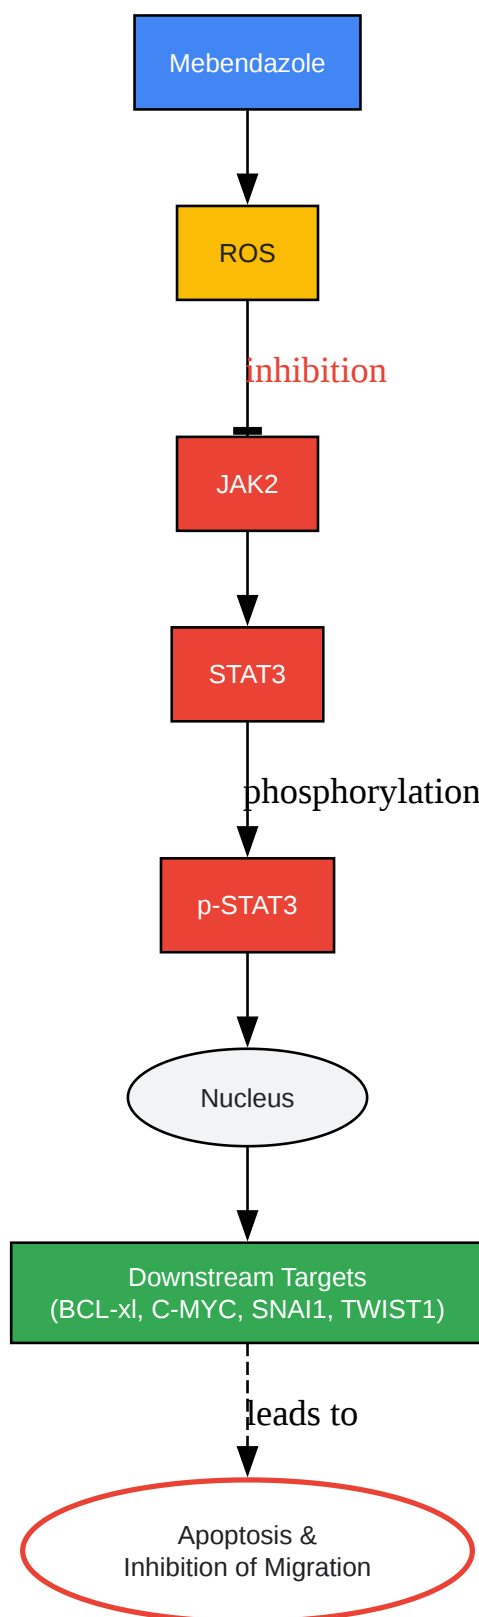 Mebendazole
ROS
inhibition
JAK2
STAT3
phosphorylation
p-STAT3
Nucleus
Downstream Targets
(BCL-xl, C-MYC, SNAI1, TWIST1)
leads to
Apoptosis &
Inhibition of Migration